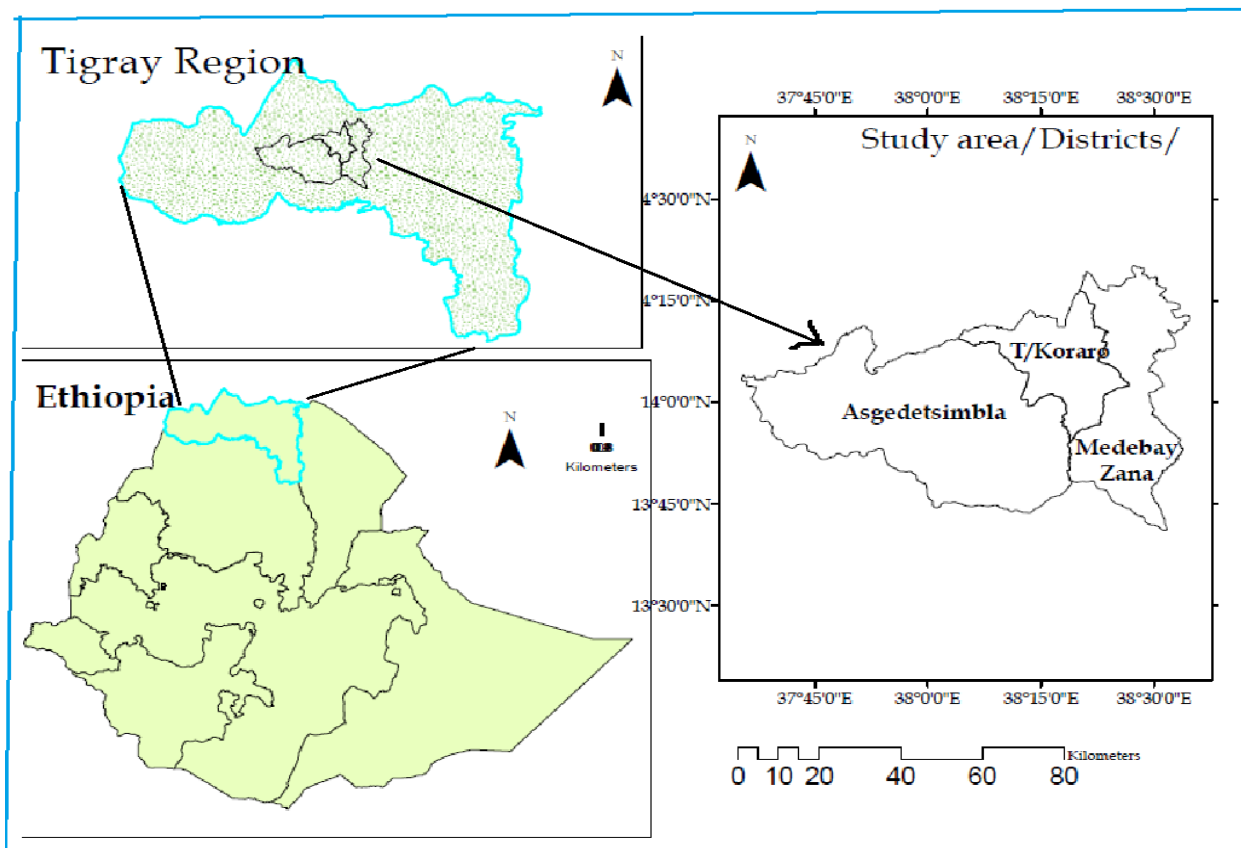 Tigray Region
N
Ethiopia
N
Kilometers
Study area/Districts/
N
37°45'0"E 38°0'0"E 38°15'0"E 38°30'0"E
4°30'0"N
4°15'0"N
14°0'0"N
13°45'0"N
13°30'0"N
T/Koraro
Asgedetsimbla
Medebay
Zana
37°45'0"E 38°0'0"E 38°15'0"E 38°30'0"E
Kilometers
0 10 20 40 60 80